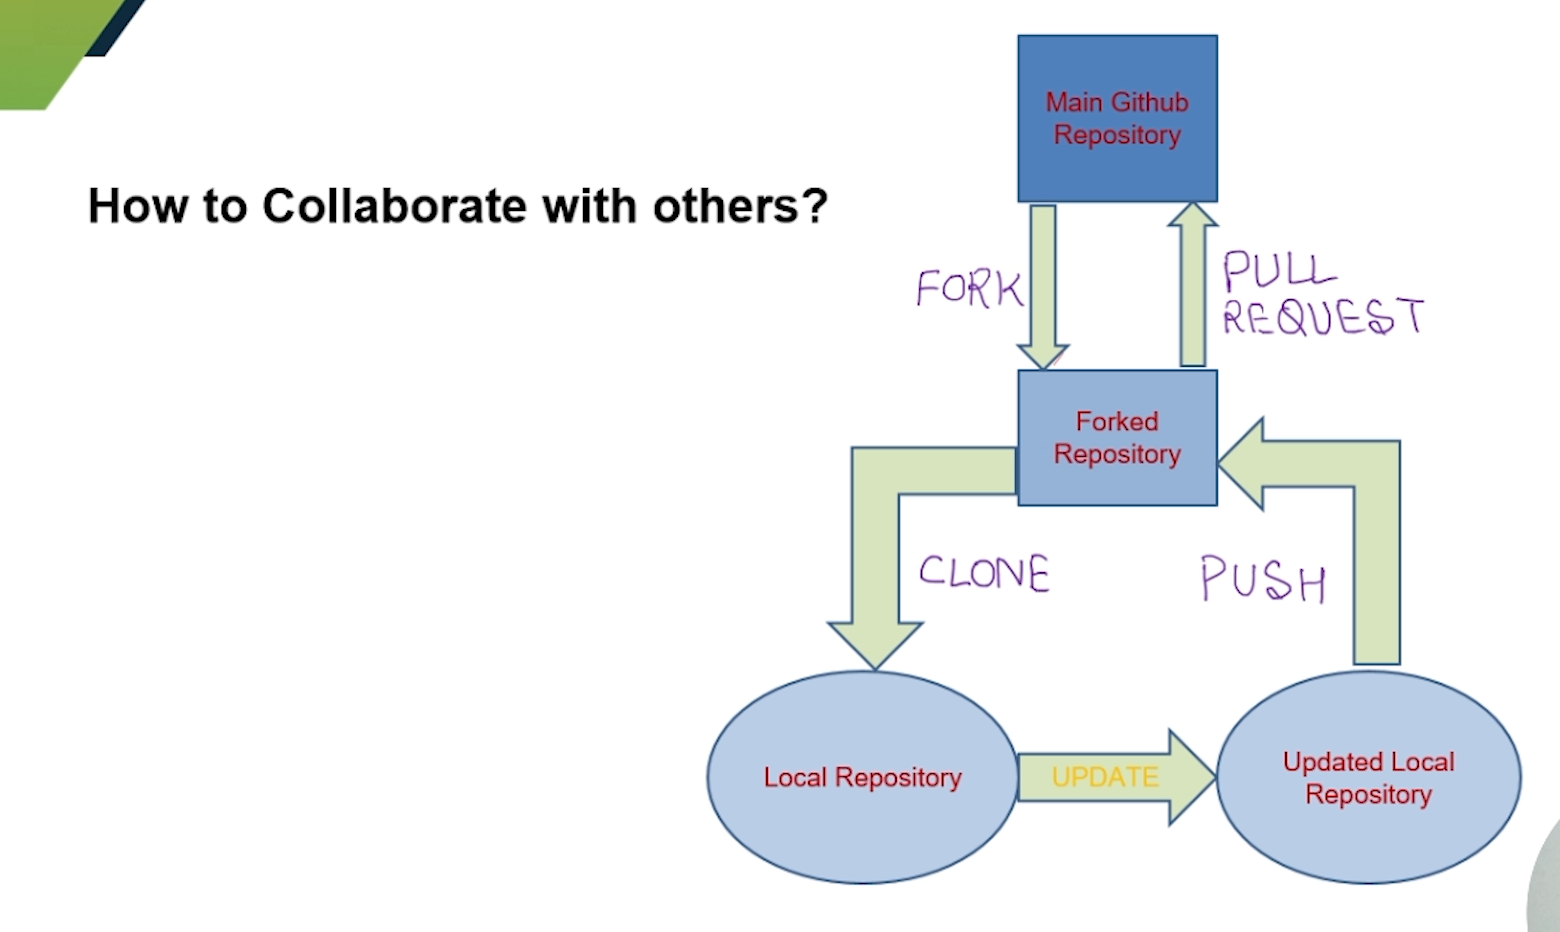 How to Collaborate with others?
Main Github
Repository
FORK
PULL
REQUEST
Forked
Repository
CLONE
PUSH
Local Repository
UPDATE
Updated Local
Repository